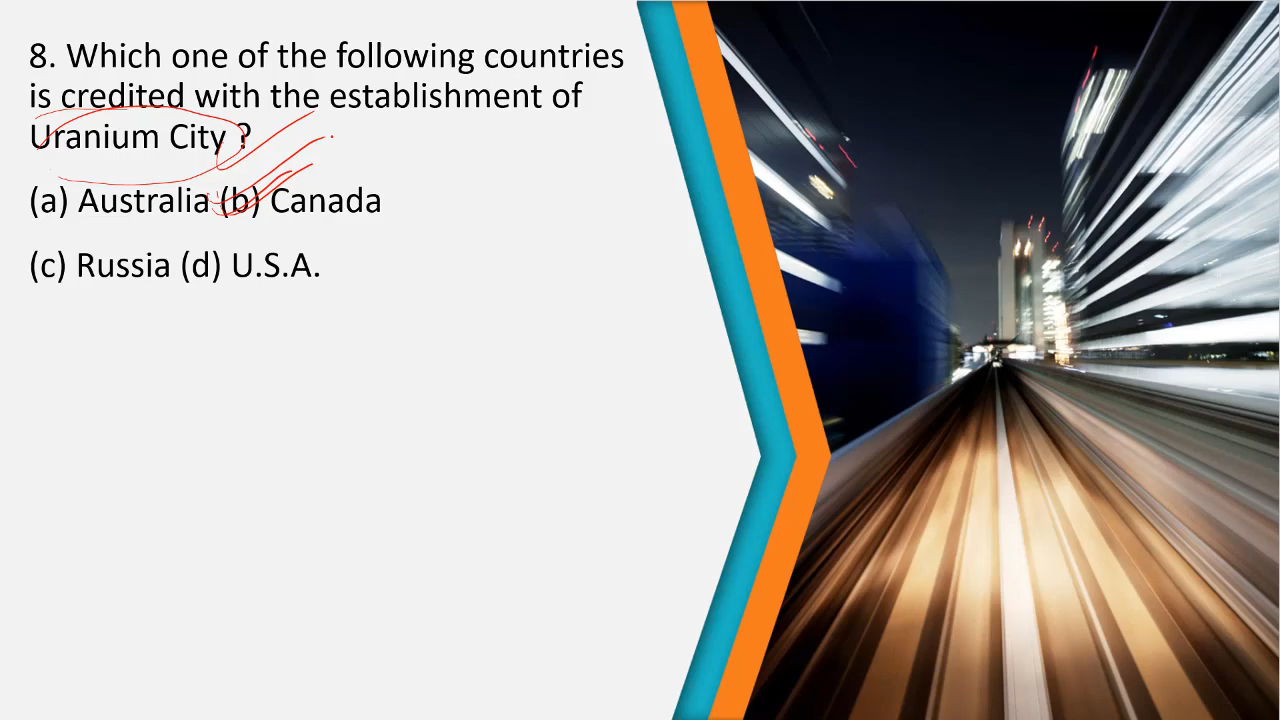 8. Which one of the following countries
is credited with the establishment of
Uranium City ?
(a) Australia (b) Canada
(c) Russia (d) U.S.A.